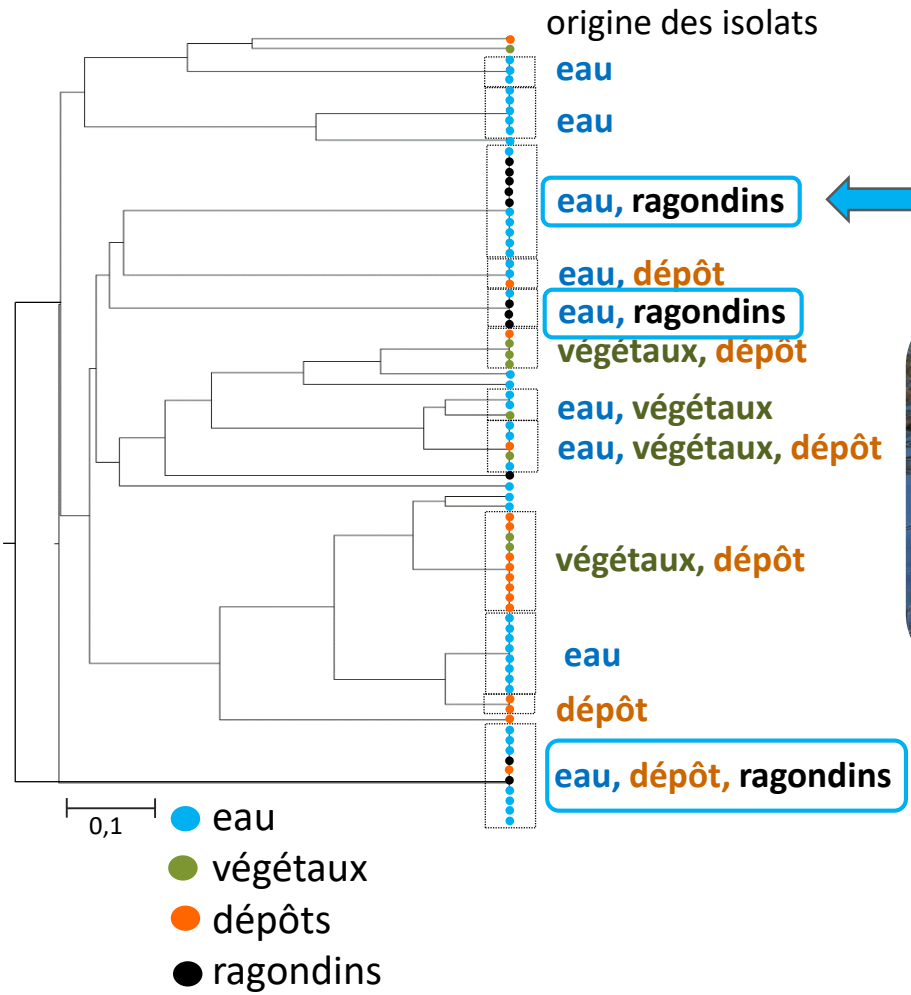 origine des isolats
eau
eau
eau, ragondins
eau, dépôt
eau, ragondins
végétaux, dépôt
eau, végétaux
eau, végétaux, dépôt
végétaux, dépôt
eau
dépôt
eau, dépôt, ragondins
0,1
eau
végétaux
dépôts
ragondins